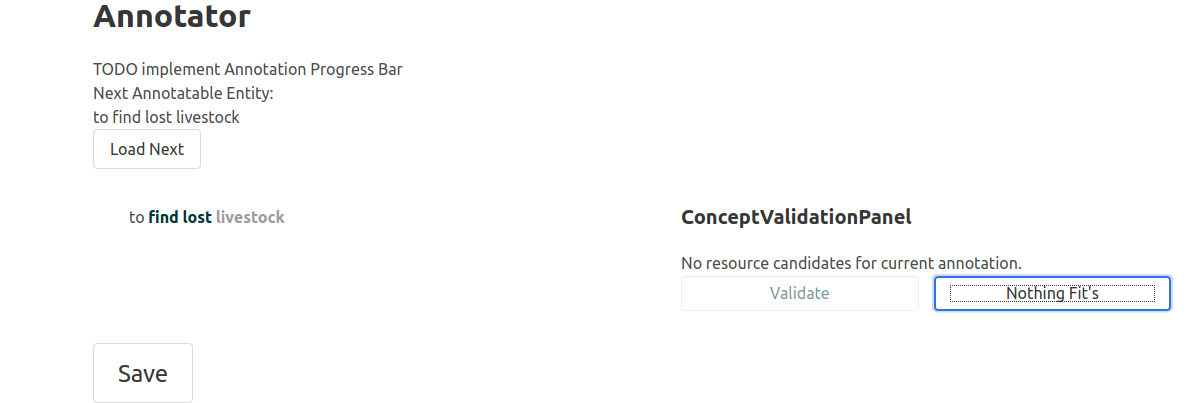 Annotator
TODO implement Annotation Progress Bar
Next Annotatable Entity:
to find lost livestock
Load Next
to find lost livestock
ConceptValidationPanel
No resource candidates for current annotation.
Validate
Nothing Fit's
Save